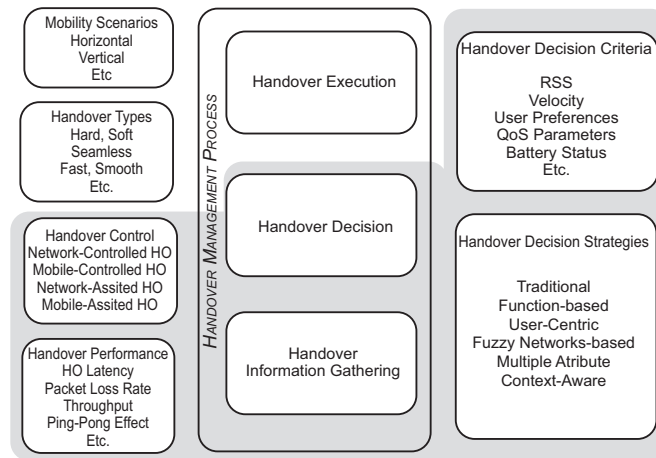 Mobility Scenarios
Horizontal
Vertical
Etc
Handover Types
Hard, Soft
Seamless
Fast, Smooth
Etc.
Handover Control
Network-Controlled HO
Mobile-Controlled HO
Network-Assited HO
Mobile-Assited HO
Handover Performance
HO Latency
Packet Loss Rate
Throughput
Ping-Pong Effect
Etc.
HANDOVER MANAGEMENT PROCESS
Handover Execution
Handover Decision
Handover
Information Gathering
Handover Decision Criteria
RSS
Velocity
User Preferences
QoS Parameters
Battery Status
Etc.
Handover Decision Strategies
Traditional
Function-based
User-Centric
Fuzzy Networks-based
Multiple Atribute
Context-Aware